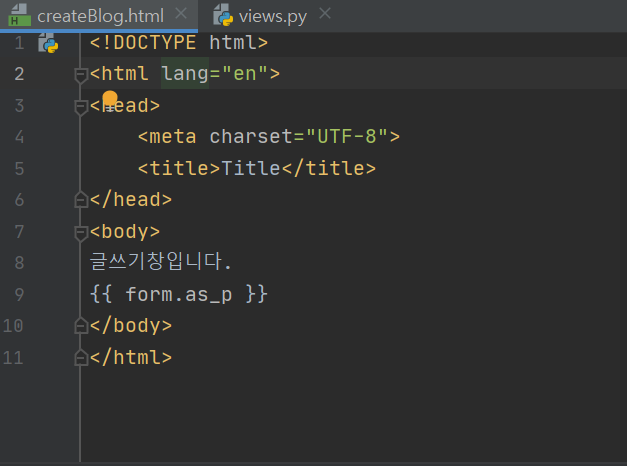 createBlog.html × views.py ×
1 <!DOCTYPE html>
2 <html lang="en">
3 <head>
4 <meta charset="UTF-8">
5 <title>Title</title>
6 </head>
7 <body>
8 글쓰기창입니다.
9 {{ form.as_p }}
10 </body>
11 </html>